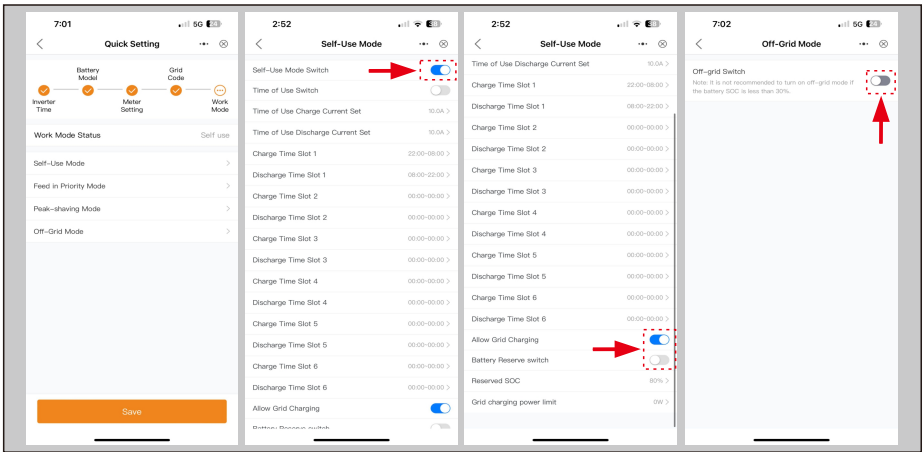 7:01
5G 24
Quick Setting
Battery Model
Grid Code
Inverter Time
Meter Setting
Work Mode
Work Mode Status Self use
Self-Use Mode
Feed in Priority Mode
Peak-shaving Mode
Off-Grid Mode
Save
2:52
Self-Use Mode
Self-Use Mode Switch
Time of Use Switch
Time of Use Charge Current Set 10.0A
Time of Use Discharge Current Set 10.0A
Charge Time Slot 1 22:00-08:00
Discharge Time Slot 1 08:00-22:00
Charge Time Slot 2 00:00-00:00
Discharge Time Slot 2 00:00-00:00
Charge Time Slot 3 00:00-00:00
Discharge Time Slot 3 00:00-00:00
Charge Time Slot 4 00:00-00:00
Discharge Time Slot 4 00:00-00:00
Charge Time Slot 5 00:00-00:00
Discharge Time Slot 5 00:00-00:00
Charge Time Slot 6 00:00-00:00
Discharge Time Slot 6 00:00-00:00
Allow Grid Charging
Battery Reserve switch
2:52
Self-Use Mode
Time of Use Discharge Current Set 10.0A
Charge Time Slot 1 22:00-08:00
Discharge Time Slot 1 08:00-22:00
Charge Time Slot 2 00:00-00:00
Discharge Time Slot 2 00:00-00:00
Charge Time Slot 3 00:00-00:00
Discharge Time Slot 3 00:00-00:00
Charge Time Slot 4 00:00-00:00
Discharge Time Slot 4 00:00-00:00
Charge Time Slot 5 00:00-00:00
Discharge Time Slot 5 00:00-00:00
Charge Time Slot 6 00:00-00:00
Discharge Time Slot 6 00:00-00:00
Allow Grid Charging
Battery Reserve switch
Reserved SOC 80%
Grid charging power limit 0W
7:02
5G
Off-Grid Mode
Off-grid Switch
Note: It is not recommended to turn on off-grid mode if
the battery SOC is less than 30%.